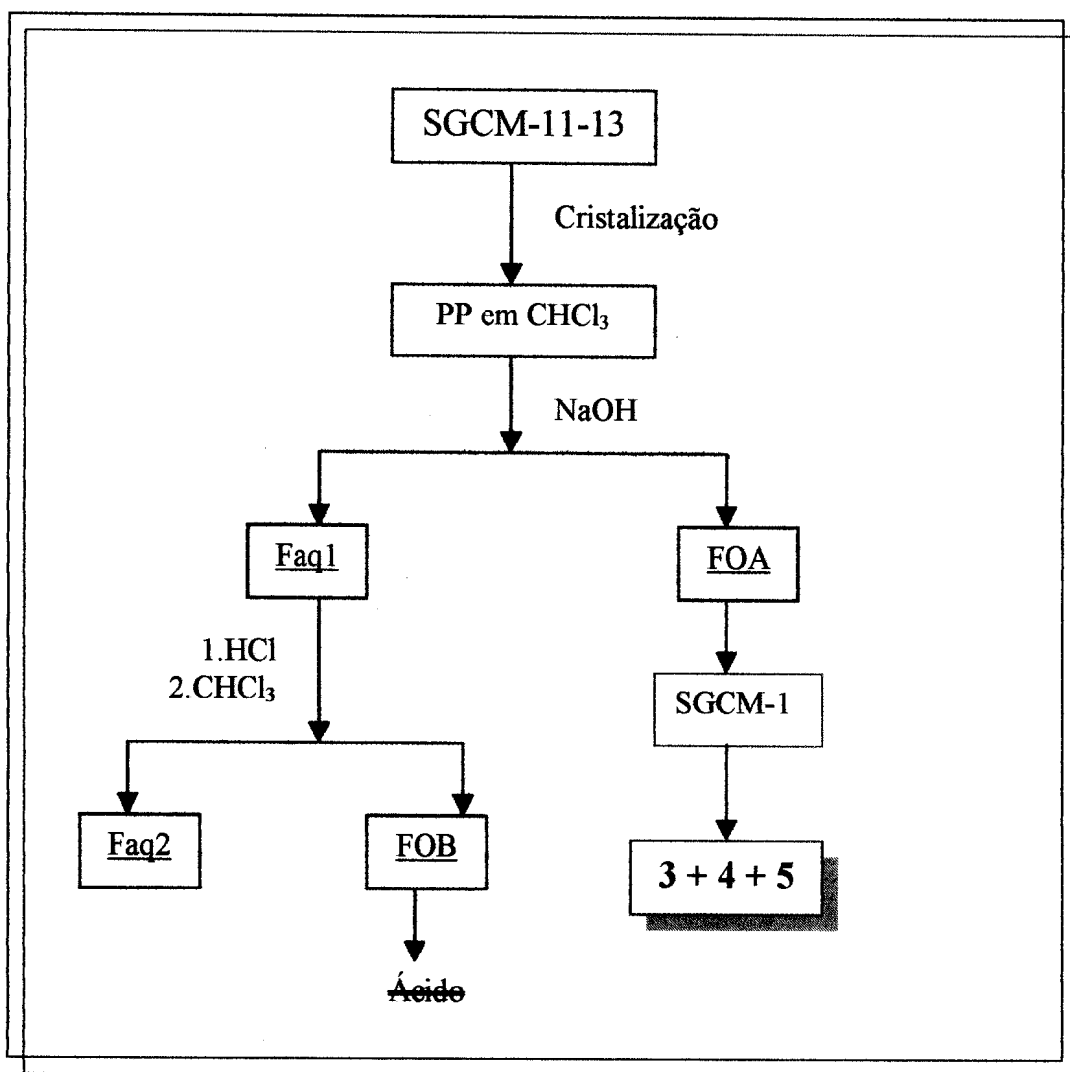 SGCM-11-13
Cristalização
PP em CHCl₃
NaOH
Faq1
FOA
1.HCl
2.CHCl₃
SGCM-1
Faq2
FOB
3 + 4 + 5
Ácido